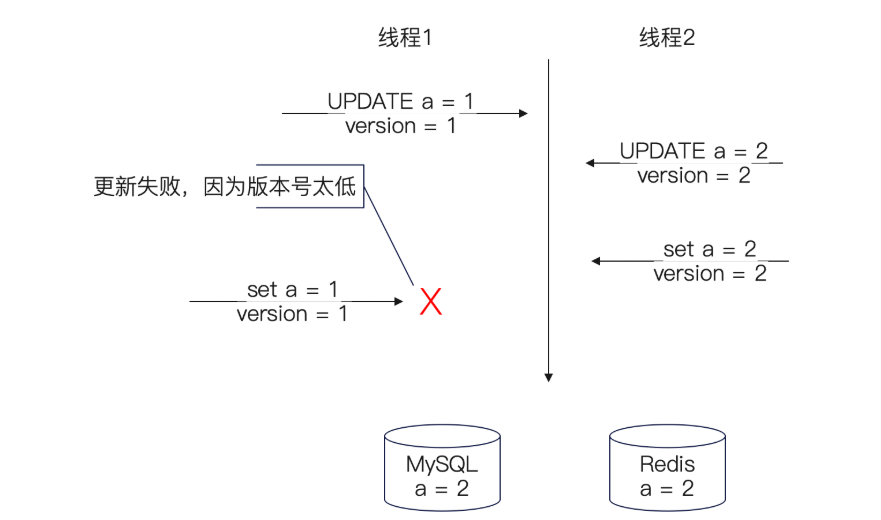 线程1
线程2
UPDATE a = 1
version = 1
UPDATE a = 2
version = 2
更新失败，因为版本号太低
set a = 2
version = 2
set a = 1
version = 1
X
MySQL
a = 2
Redis
a = 2